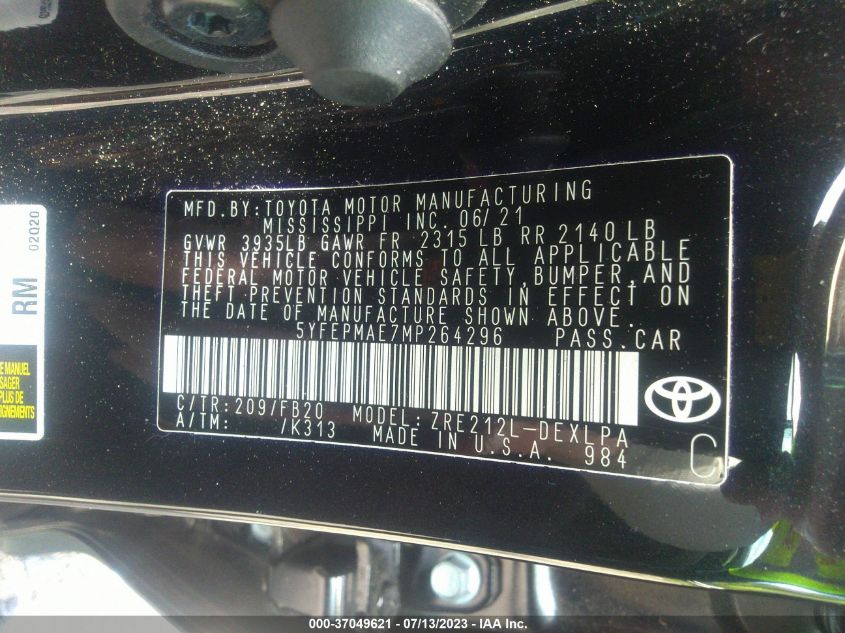 MFD.BY:TOYOTA MOTOR MANUFACTURING
MISSISSIPPI INC. 06/21
GVWR 3935LB GAWR FR 2315 LB RR 2140 LB
THIS VEHICLE CONFORMS TO ALL APPLICABLE
FEDERAL MOTOR VEHICLE SAFETY,BUMPER,AND
THEFT PREVENTION STANDARDS IN EFFECT ON
THE DATE OF MANUFACTURE SHOWN ABOVE.
5YFEPMAE7MP264296 PASS.CAR
C/TR:209/FB20 MODEL:ZRE212L-DEXLPA
A/TM: /K313 MADE IN U.S.A. 984
C
RM
02Q20
000-37049621 - 07/13/2023 - IAA Inc.